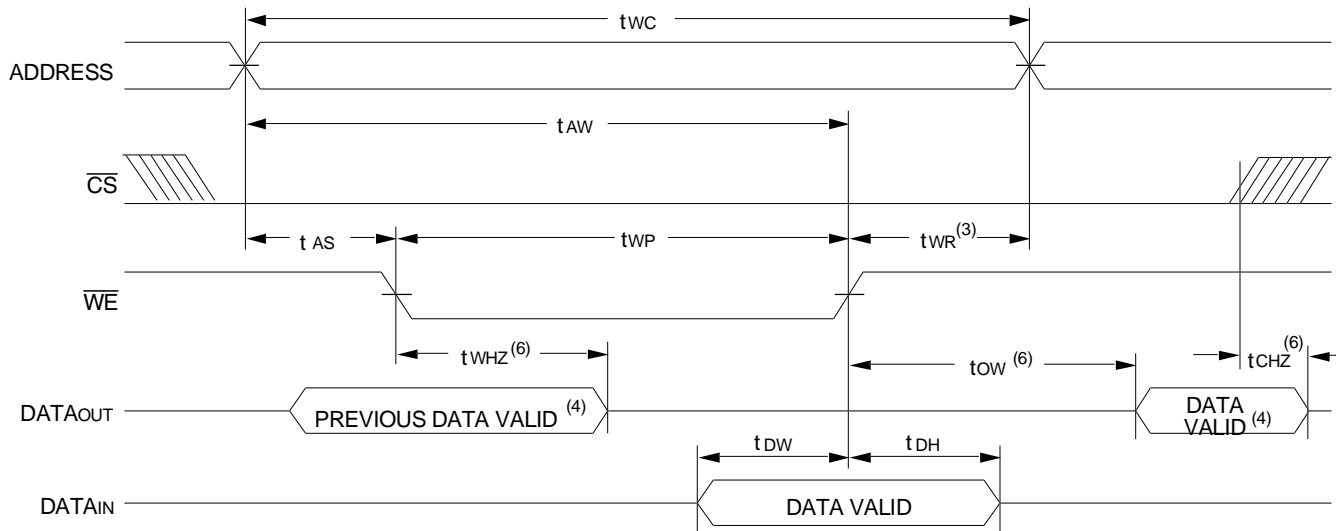 tWC
ADDRESS
tAW
CS
tAS
tWP
tWR(3)
WE
tWHZ(6)
tOW(6)
tCHZ(6)
DATAOUT
PREVIOUS DATA VALID(4)
DATA
VALID(4)
tDW
tDH
DATAIN
DATA VALID